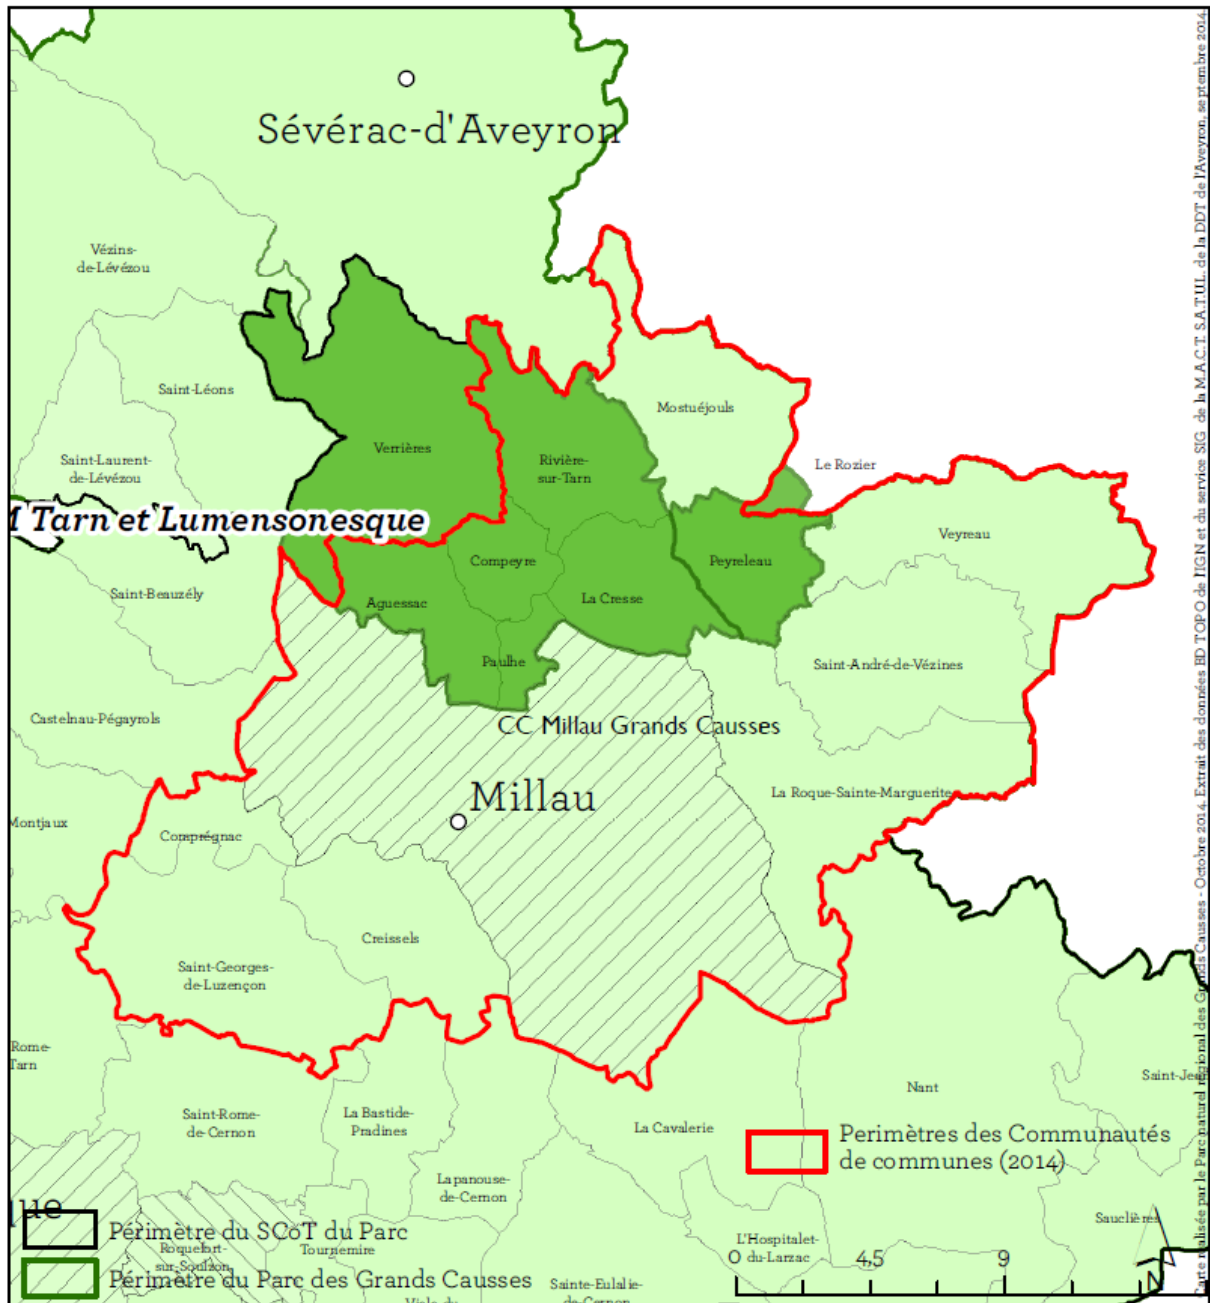 Sévérac-d'Aveyron
Vézins-
de-Lévézou
Saint-Léons
Mostuéjouls
Verrières
Saint-Laurent-
de-Lévézou
Rivière-
sur-Tarn
Le Rozier
Tarn et Lumensonesque
Veyreau
Compeyre
Peyreleau
Saint-Beauzély
Aguessac
La Cresse
Paulhe
Saint-André-de-Vézines
Castelnau-Pégayrols
CC Millau Grands Causses
Millau
La Roque-Sainte-Marguerite
Montjaux
Comprégnac
Creissels
Saint-Georges-
de-Luzençon
Rome-
Tarn
Nant
Saint-Rome-
de-Cernon
La Bastide-
Pradines
La Cavalerie
Perimètres des Communautés
de communes (2014)
Lapanouse-
de-Cernon
que
Sauclières
Périmètre du SCoT du Parc
Roquefort-
sur-Soulzon
Tournemire
L'Hospitalet-
du-Larzac
0 4,5 9
N
Périmètre du Parc des Grands Causses
Sainte-Eulalie-
de-Cernon
Carte réalisée par le Parc naturel régional des Grands Causses - Octobre 2014. Extrait des données BD TOPO de l'IGN et du service SIG de la M.A.C.T. S.A.T.U.L. de la DDT de l'Aveyron, septembre 2014.